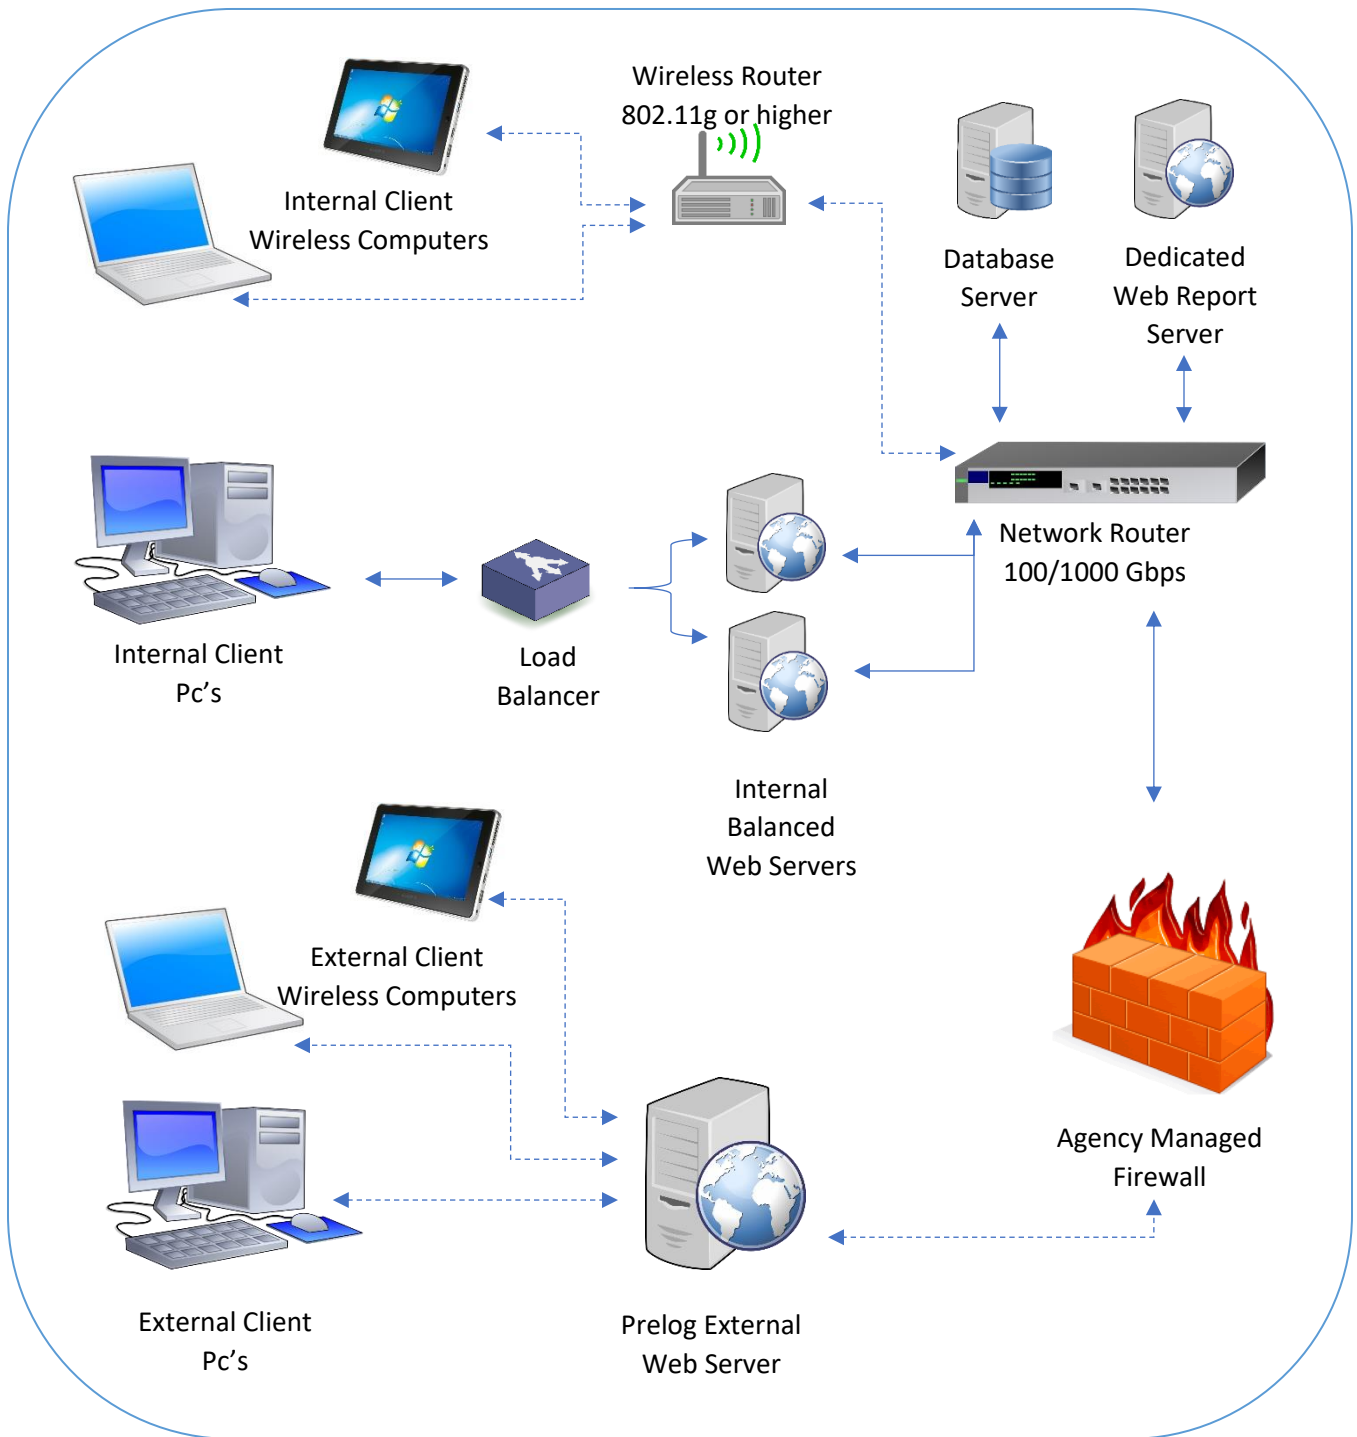 Wireless Router
802.11g or higher
Internal Client
Wireless Computers
Database
Server
Dedicated
Web Report
Server
Network Router
100/1000 Gbps
Internal Client
Pc's
Load
Balancer
Internal
Balanced
Web Servers
External Client
Wireless Computers
Agency Managed
Firewall
External Client
Pc's
Prelog External
Web Server